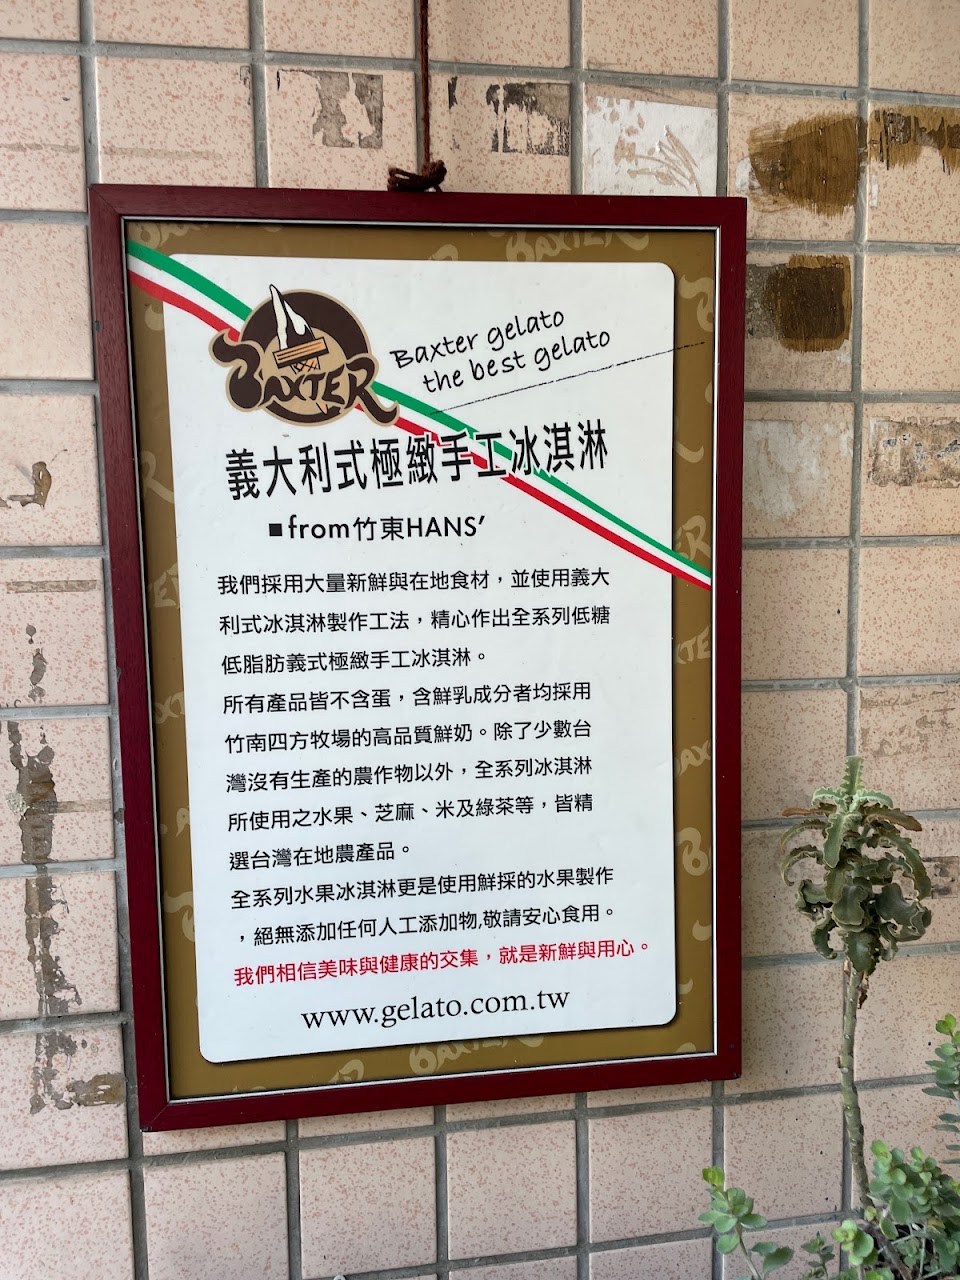 BAXTER
Baxter gelato
the best gelato
義大利式極緻手工冰淇淋
■from竹東HANS'
我們採用大量新鮮與在地食材，並使用義大
利式冰淇淋製作工法，精心作出全系列低糖
低脂肪義式極緻手工冰淇淋。
所有產品皆不含蛋，含鮮乳成分者均採用
竹南四方牧場的高品質鮮奶。除了少數台
灣沒有生產的農作物以外，全系列冰淇淋
所使用之水果、芝麻、米及綠茶等，皆精
選台灣在地農產品。
全系列水果冰淇淋更是使用鮮採的水果製作
，絕無添加任何人工添加物,敬請安心食用。
我們相信美味與健康的交集，就是新鮮與用心。
www.gelato.com.tw